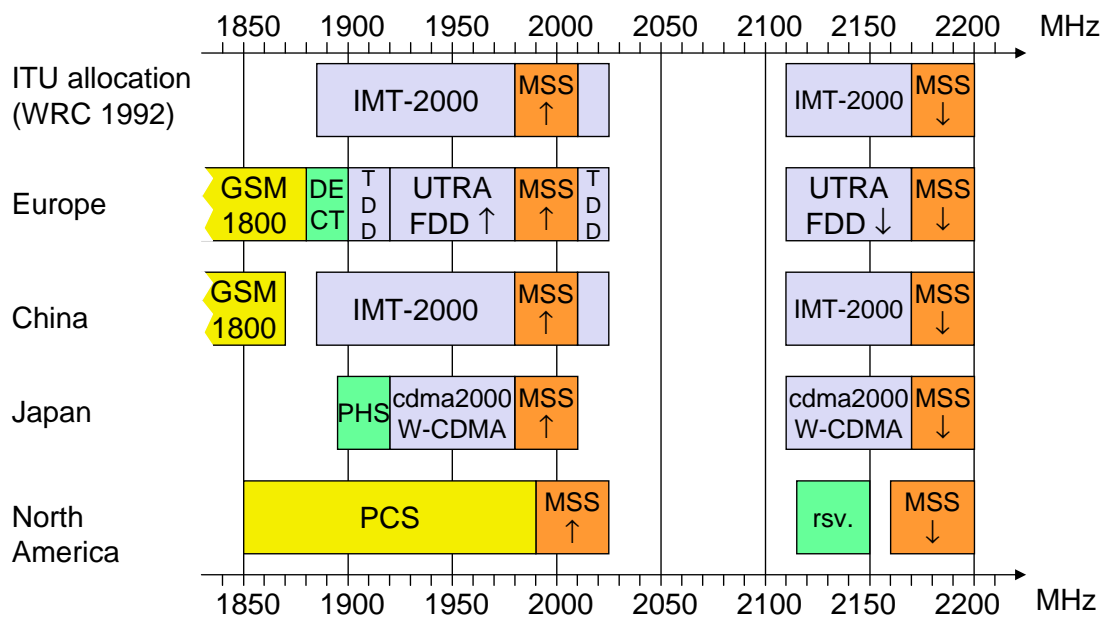 1850 1900 1950 2000 2050 2100 2150 2200 MHz
ITU allocation
(WRC 1992)
IMT-2000
MSS
↑
IMT-2000
MSS
↓
Europe
GSM
1800
DE
CT
T
D
D
UTRA
FDD ↑
MSS
↑
T
D
D
UTRA
FDD ↓
MSS
↓
China
GSM
1800
IMT-2000
MSS
↑
IMT-2000
MSS
↓
Japan
PHS
cdma2000
W-CDMA
MSS
↑
cdma2000
W-CDMA
MSS
↓
North
America
PCS
MSS
↑
rsv.
MSS
↓
1850 1900 1950 2000 2050 2100 2150 2200 MHz